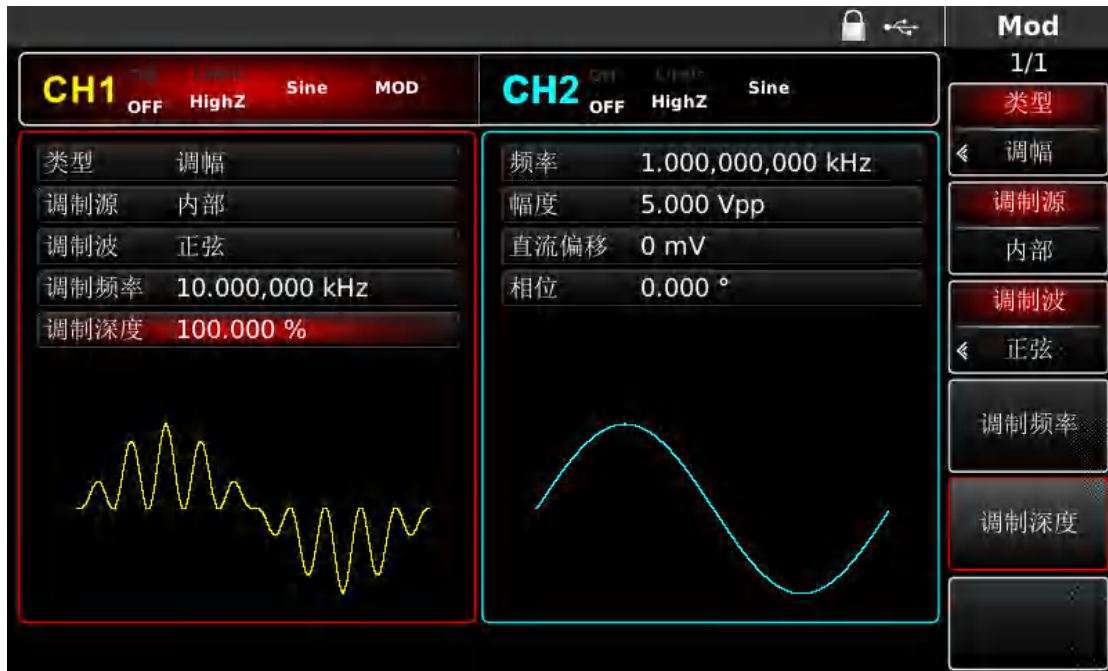 Mod
1/1
CH1 OFF HighZ Sine MOD
CH2 OFF HighZ Sine
类型 调幅
调制源 内部
调制波 正弦
调制频率 10.000,000 kHz
调制深度 100.000 %
频率 1.000,000,000 kHz
幅度 5.000 Vpp
直流偏移 0 mV
相位 0.000 °
类型
调幅
调制源
内部
调制波
正弦
调制频率
调制深度